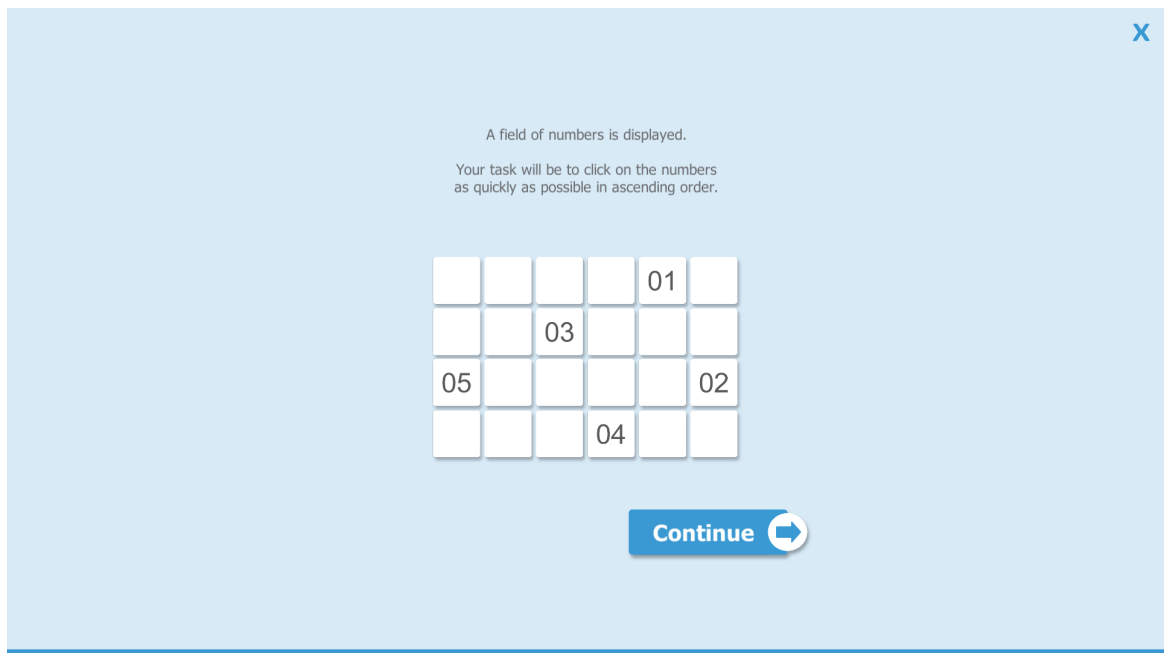 X
A field of numbers is displayed.
Your task will be to click on the numbers
as quickly as possible in ascending order.
01
03
05 02
04
Continue